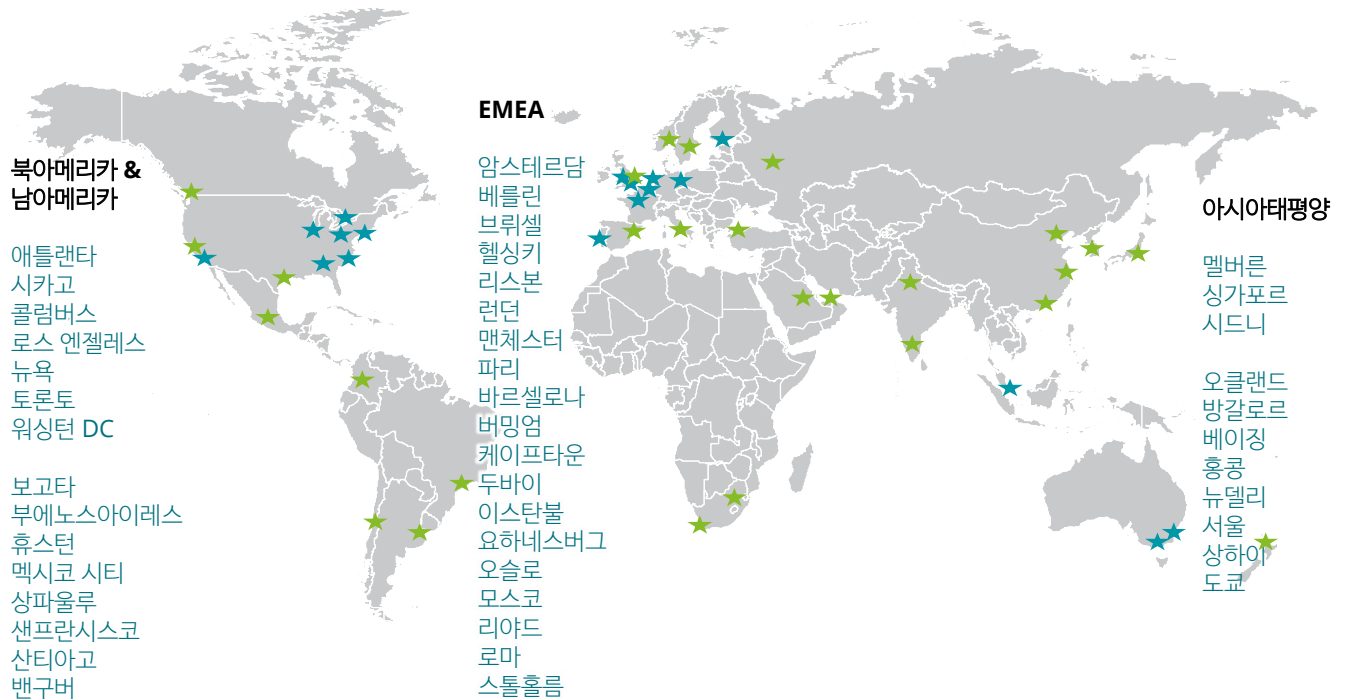 북아메리카 &
남아메리카
애틀랜타
시카고
콜럼버스
로스 엔젤레스
뉴욕
토론토
워싱턴 DC
보고타
부에노스아이레스
휴스턴
멕시코 시티
상파울루
샌프란시스코
산티아고
밴쿠버
EMEA
암스테르담
베를린
브뤼셀
헬싱키
리스본
런던
맨체스터
파리
바르셀로나
버밍엄
케이프타운
두바이
이스탄불
요하네스버그
오슬로
모스코
리야드
로마
스톨홀름
아시아태평양
멜버른
싱가포르
시드니
오클랜드
방갈로르
베이징
홍콩
뉴델리
서울
상하이
도쿄